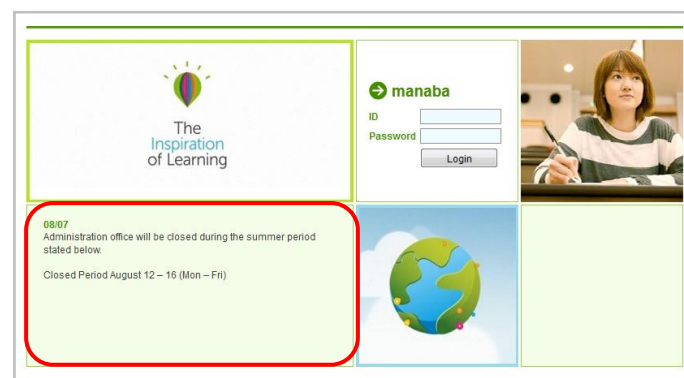 The
Inspiration
of Learning
manaba
ID
Password
Login
08/07
Administration office will be closed during the summer period
stated below.
Closed Period August 12 – 16 (Mon – Fri)